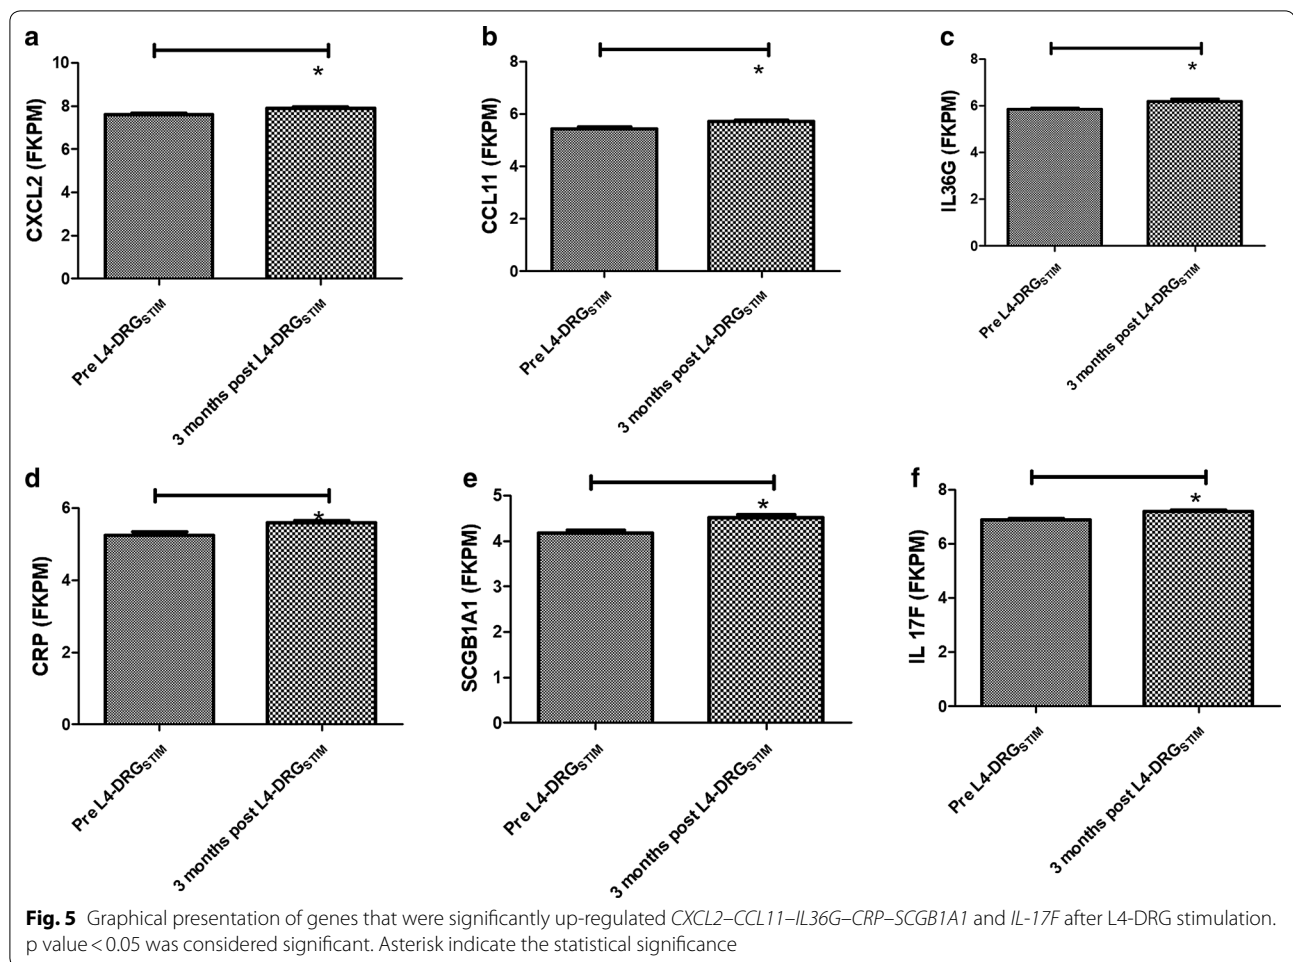 a
10
8
6
4
2
0
CXCL2 (FKPM)
*
Pre L4-DRGSTIM
3 months post L4-DRGSTIM
b
8
6
4
2
0
CCL11 (FKPM)
*
Pre L4-DRGSTIM
3 months post L4-DRGSTIM
c
8
6
4
2
0
IL36G (FKPM)
*
Pre L4-DRGSTIM
3 months post L4-DRGSTIM
d
6
4
2
0
CRP (FKPM)
*
Pre L4-DRGSTIM
3 months post L4-DRGSTIM
e
5
4
3
2
1
0
SCGB1A1 (FKPM)
*
Pre L4-DRGSTIM
3 months post L4-DRGSTIM
f
8
6
4
2
0
IL 17F (FKPM)
*
Pre L4-DRGSTIM
3 months post L4-DRGSTIM
Fig. 5 Graphical presentation of genes that were significantly up-regulated CXCL2–CCL11–IL36G–CRP–SCGB1A1 and IL-17F after L4-DRG stimulation.
p value < 0.05 was considered significant. Asterisk indicate the statistical significance